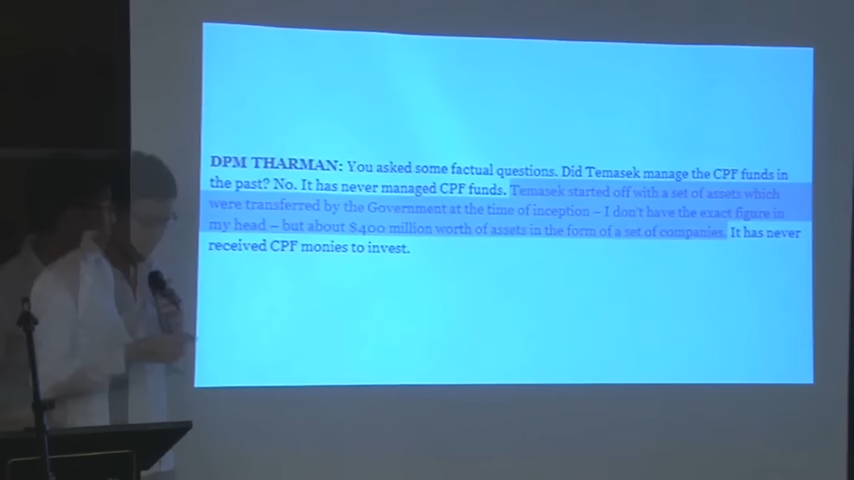 DPM THARMAN: You asked some factual questions. Did Temasek manage the CPF funds in
the past? No. It has never managed CPF funds. Temasek started off with a set of assets which
were transferred by the Government at the time of inception – I don't have the exact figure in
my head – but about $400 million worth of assets in the form of a set of companies. It has never
received CPF monies to invest.